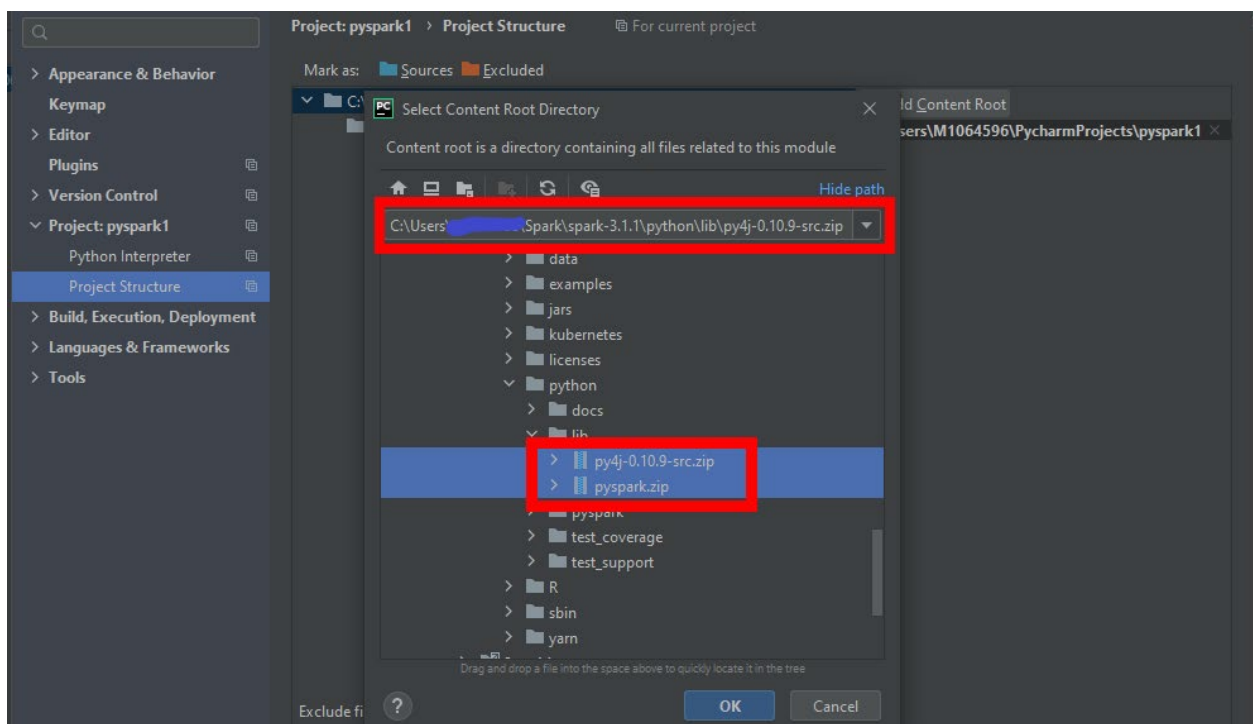 Project: pyspark1 › Project Structure For current project
Appearance & Behavior
Keymap
Editor
Plugins
Version Control
Project: pyspark1
Python Interpreter
Project Structure
Build, Execution, Deployment
Languages & Frameworks
Tools
Mark as: Sources Excluded
C:\
ld Content Root
sers\M1064596\PycharmProjects\pyspark1
PC Select Content Root Directory
Content root is a directory containing all files related to this module
Hide path
C:\Users\ \Spark\spark-3.1.1\python\lib\py4j-0.10.9-src.zip
data
examples
jars
kubernetes
licenses
python
docs
lib
py4j-0.10.9-src.zip
pyspark.zip
pyspark
test_coverage
test_support
R
sbin
yarn
Drag and drop a file into the space above to quickly locate it in the tree
Exclude fi
? OK Cancel